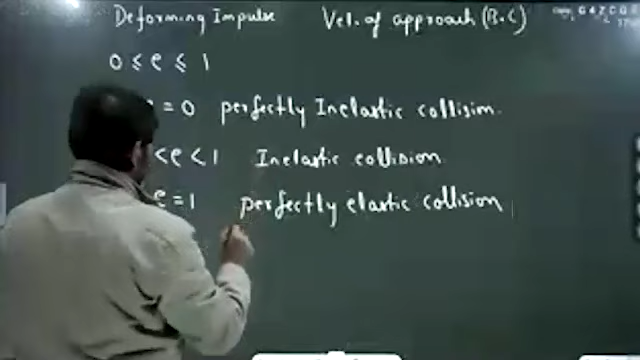 Deforming Impulse Vel. of approach (B.C)
0 ≤ e ≤ 1
= 0 perfectly Inelastic collision.
< e < 1 Inelastic collision
e = 1 perfectly elastic collision